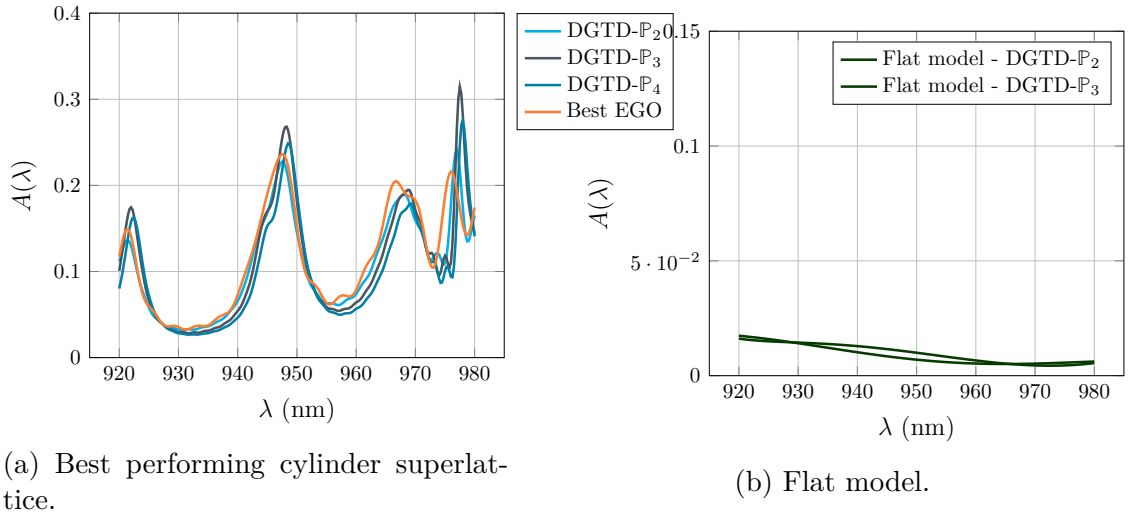 0.4
0.3
0.2
0.1
0
A(λ)
920 930 940 950 960 970 980
λ (nm)
DGTD-ℙ₂
DGTD-ℙ₃
DGTD-ℙ₄
Best EGO
(a) Best performing cylinder superlat-
tice.
0.15
0.1
5 · 10⁻²
0
A(λ)
920 930 940 950 960 970 980
λ (nm)
Flat model - DGTD-ℙ₂
Flat model - DGTD-ℙ₃
(b) Flat model.